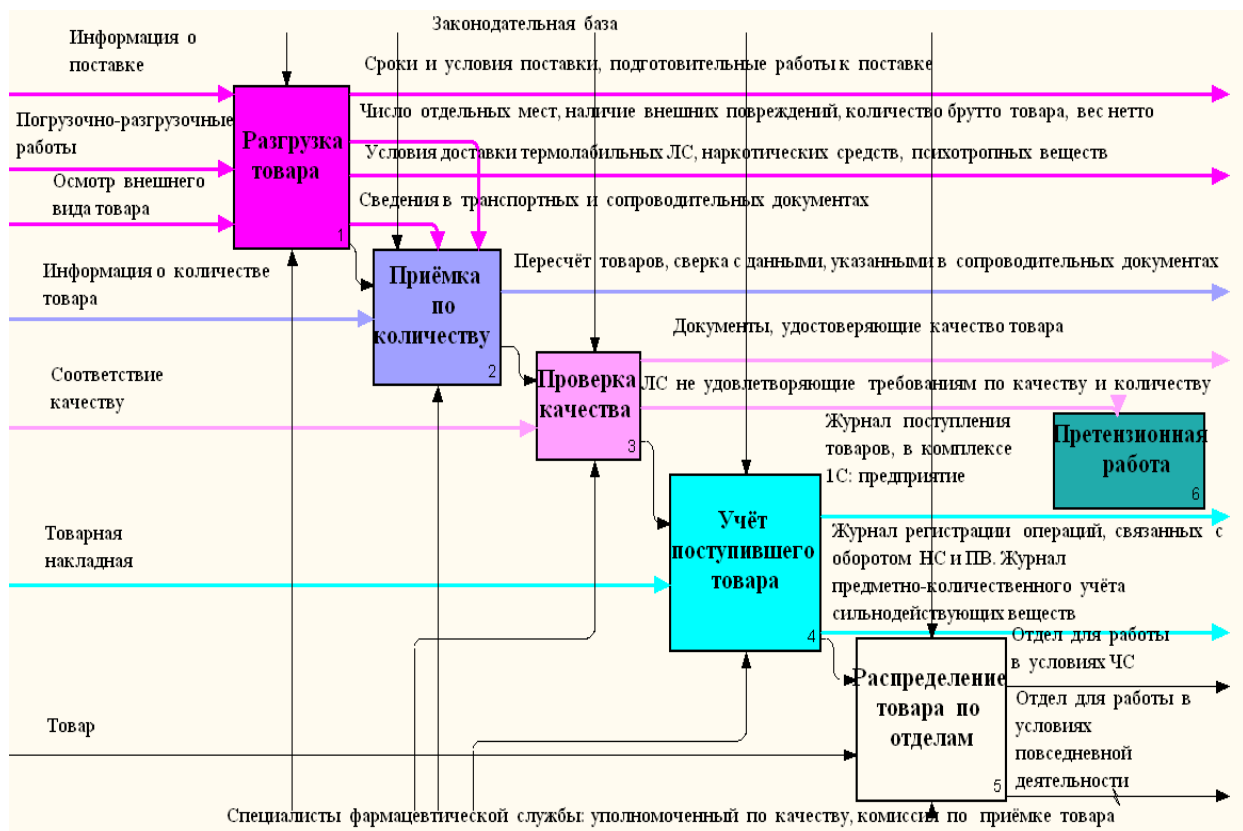 Законодательная база
Информация о
поставке
Сроки и условия поставки, подготовительные работы к поставке
Погрузочно-разгрузочные
работы
Число отдельных мест, наличие внешних повреждений, количество брутто товара, вес нетто
Разгрузка
товара
1
Условия доставки термолабильных ЛС, наркотических средств, психотропных веществ
Осмотр внешнего
вида товара
Сведения в транспортных и сопроводительных документах
Информация о количестве
товара
Приёмка
по
количеству
2
Пересчёт товаров, сверка с данными, указанными в сопроводительных документах
Соответствие
качеству
Проверка
качества
3
Документы, удостоверяющие качество товара
ЛС не удовлетворяющие требованиям по качеству и количеству
Претензионная
работа
6
Журнал поступления
товаров, в комплексе
1С: предприятие
Товарная
накладная
Учёт
поступившего
товара
4
Журнал регистрации операций, связанных с
оборотом НС и ПВ. Журнал
предметно-количественного учёта
сильнодействующих веществ
Товар
Распределение
товара по
отделам
5
Отдел для работы
в условиях ЧС
Отдел для работы в
условиях
повседневной
деятельности
Специалисты фармацевтической службы: уполномоченный по качеству, комиссия по приёмке товара